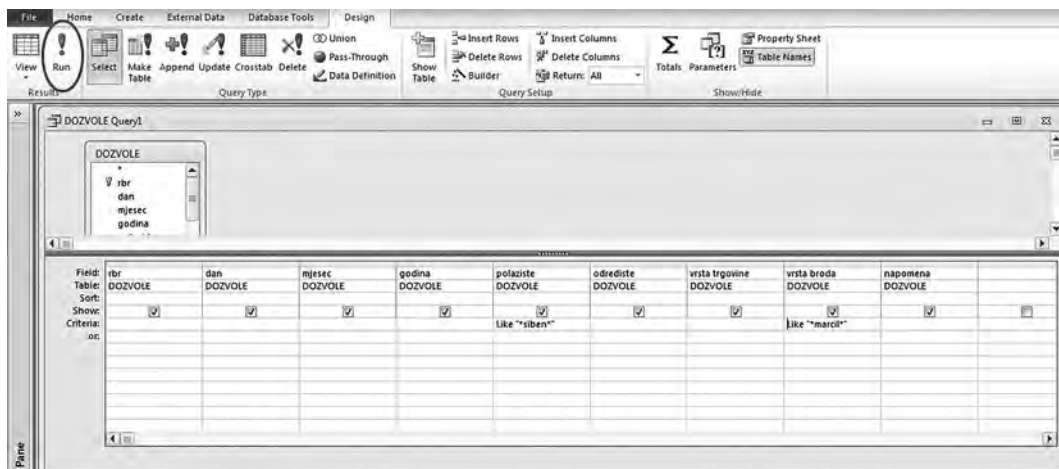 File Home Create External Data Database Tools Design
View Run Select Make Table Append Update Crosstab Delete
Union
Pass-Through
Data Definition
Show Table
Insert Rows
Delete Rows
Builder
Insert Columns
Delete Columns
Return: All
Totals Parameters
Property Sheet
Table Names
Results Query Type Query Setup Show/Hide
» DOZVOLE Query1
DOZVOLE
*
rbr
dan
mjesec
godina
Field: rbr dan mjesec godina polaziste odrediste vrsta trgovine vrsta broda napomena
Table: DOZVOLE DOZVOLE DOZVOLE DOZVOLE DOZVOLE DOZVOLE DOZVOLE DOZVOLE DOZVOLE
Sort:
Show:
Criteria: Like "*siben*" Like "*marcil*"
or:
Pane